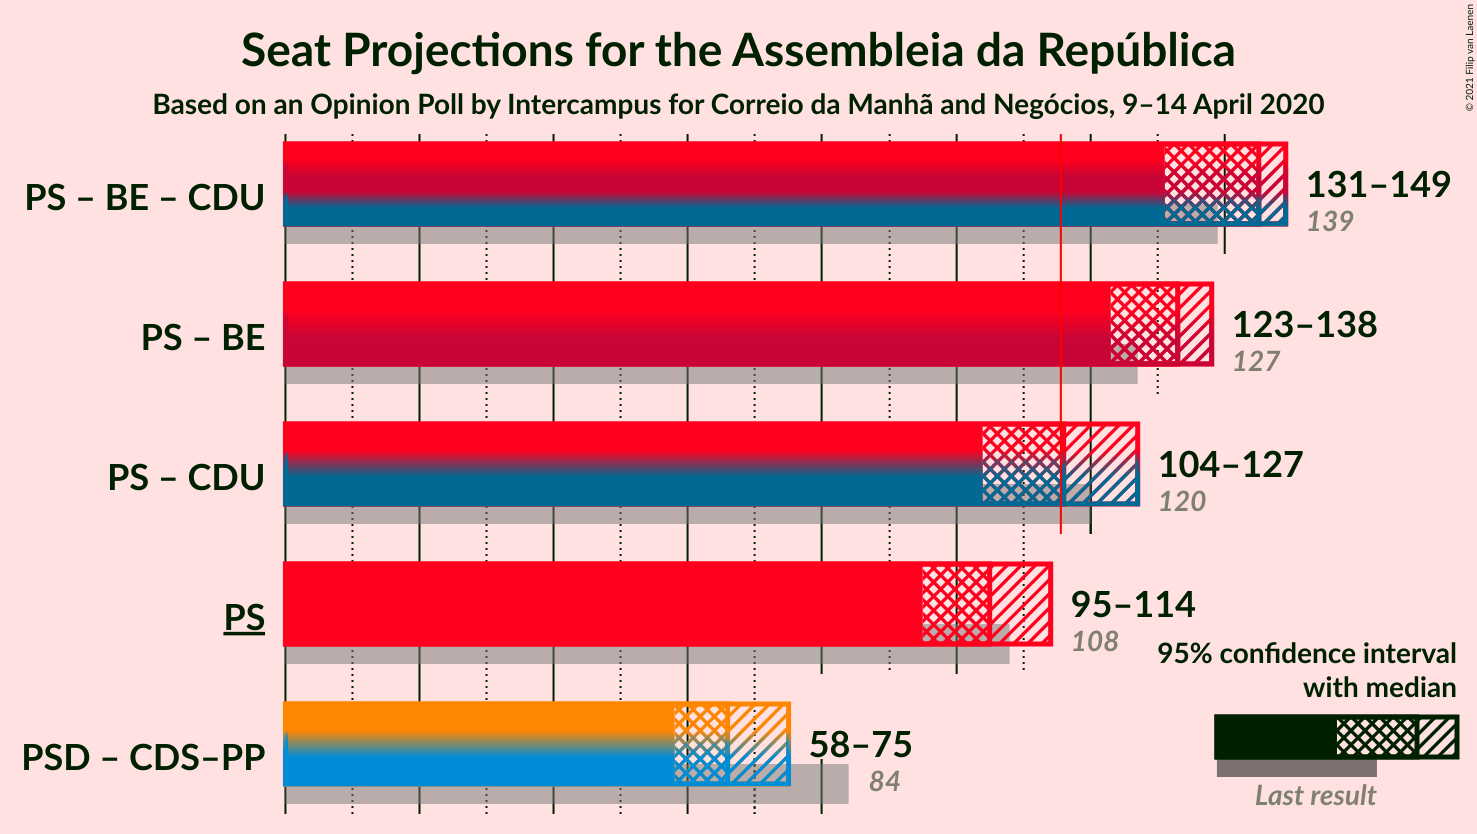 Seat Projections for the Assembleia da República
Based on an Opinion Poll by Intercampus for Correio da Manhã and Negócios, 9–14 April 2020
© 2021 Filip van Laenen
PS – BE – CDU
131–149
139
PS – BE
123–138
127
PS – CDU
104–127
120
PS
95–114
108
PSD – CDS–PP
58–75
84
95% confidence interval
with median
Last result